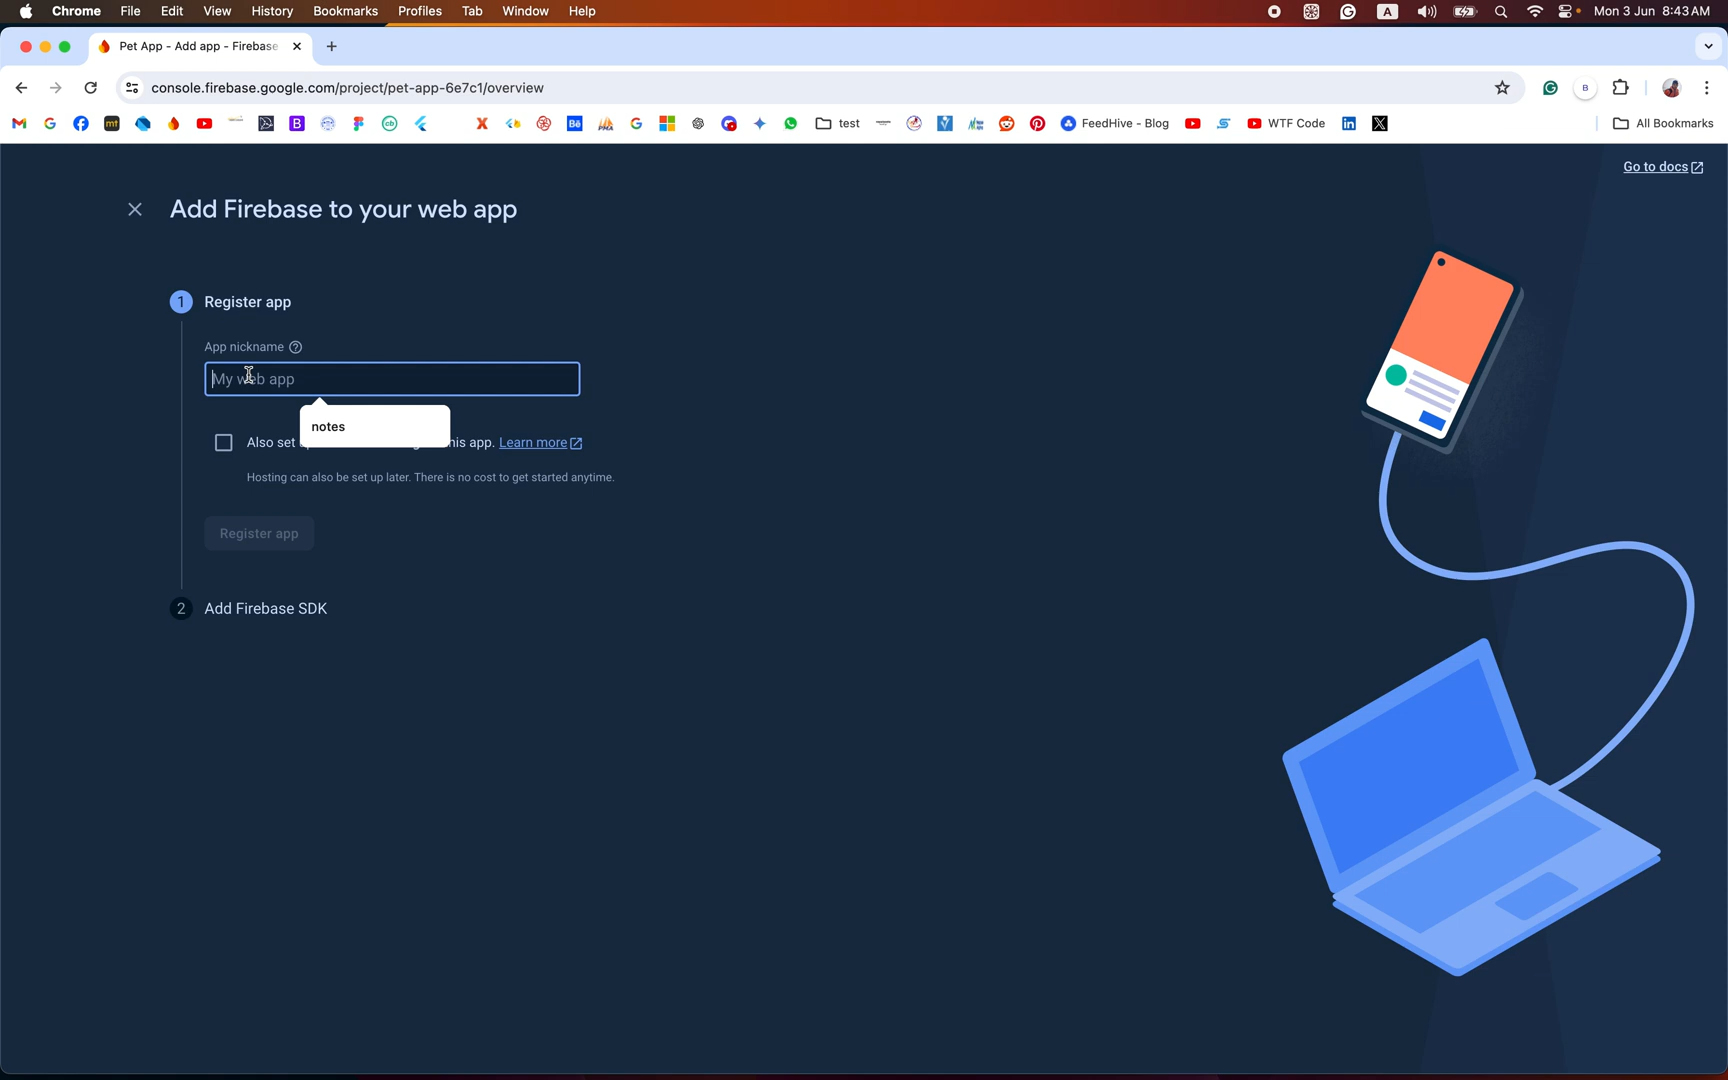 Chrome File Edit View History Bookmarks Profiles Tab Window Help A Mon 3 Jun 8:43 AM
Pet App - Add app - Firebase
console.firebase.google.com/project/pet-app-6e7c1/overview B
mt B cb X Bē PMA test FeedHive - Blog WTF Code All Bookmarks
Go to docs
Add Firebase to your web app
1 Register app
App nickname
My web app
notes
Also set his app. Learn more
Hosting can also be set up later. There is no cost to get started anytime.
Register app
2 Add Firebase SDK